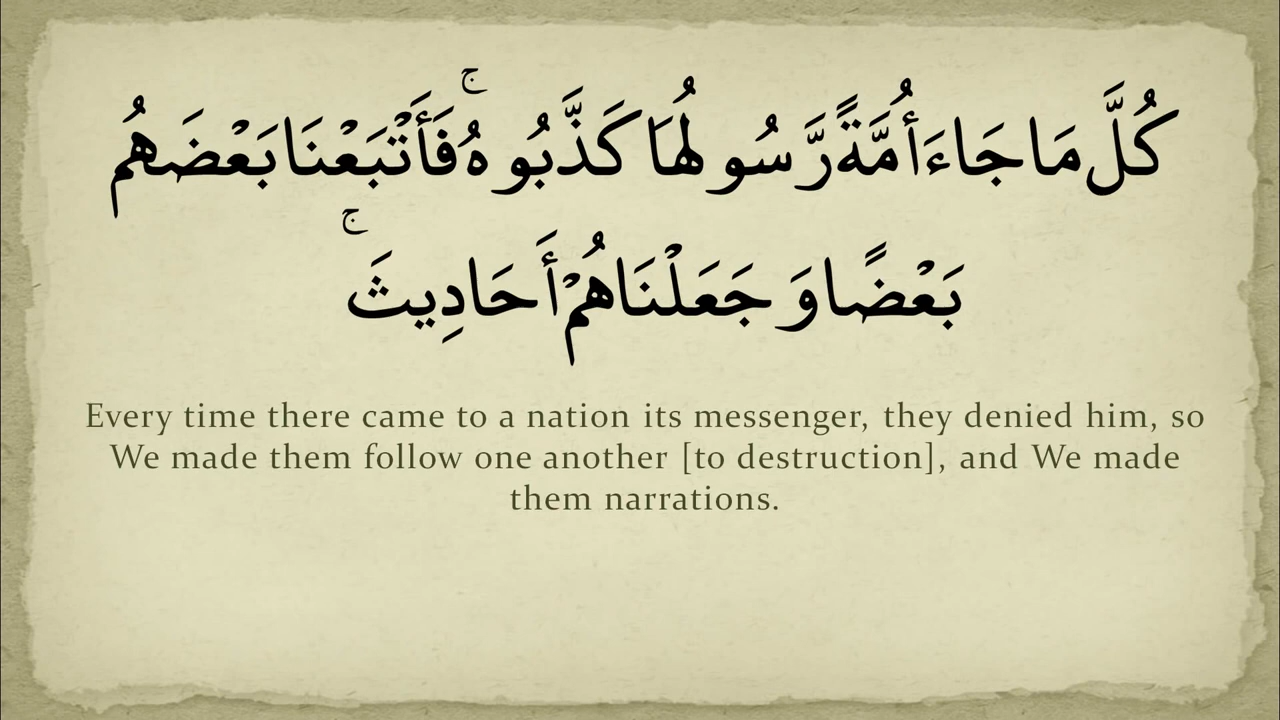 كُلَّ مَا جَاءَ أُمَّةً رَّسُولُهَا كَذَّبُوهُ ۚ فَأَتْبَعْنَا بَعْضَهُم
بَعْضًا وَجَعَلْنَاهُمْ أَحَادِيثَ ۚ
Every time there came to a nation its messenger, they denied him, so
We made them follow one another [to destruction], and We made
them narrations.